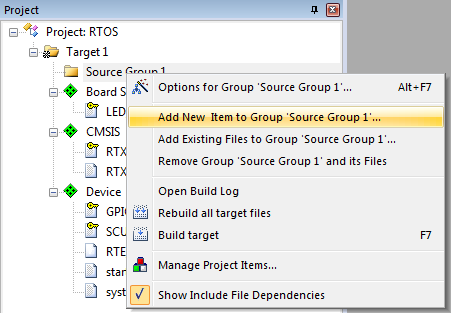 Project
Project: RTOS
Target 1
Source Group 1
Options for Group 'Source Group 1'... Alt+F7
Board S
Add New Item to Group 'Source Group 1'...
LED
CMSIS
Add Existing Files to Group 'Source Group 1'...
RTX
Remove Group 'Source Group 1' and its Files
RTX
Device
Open Build Log
GPIO
Rebuild all target files
SCU
Build target F7
RTE
star
Manage Project Items...
syst
Show Include File Dependencies